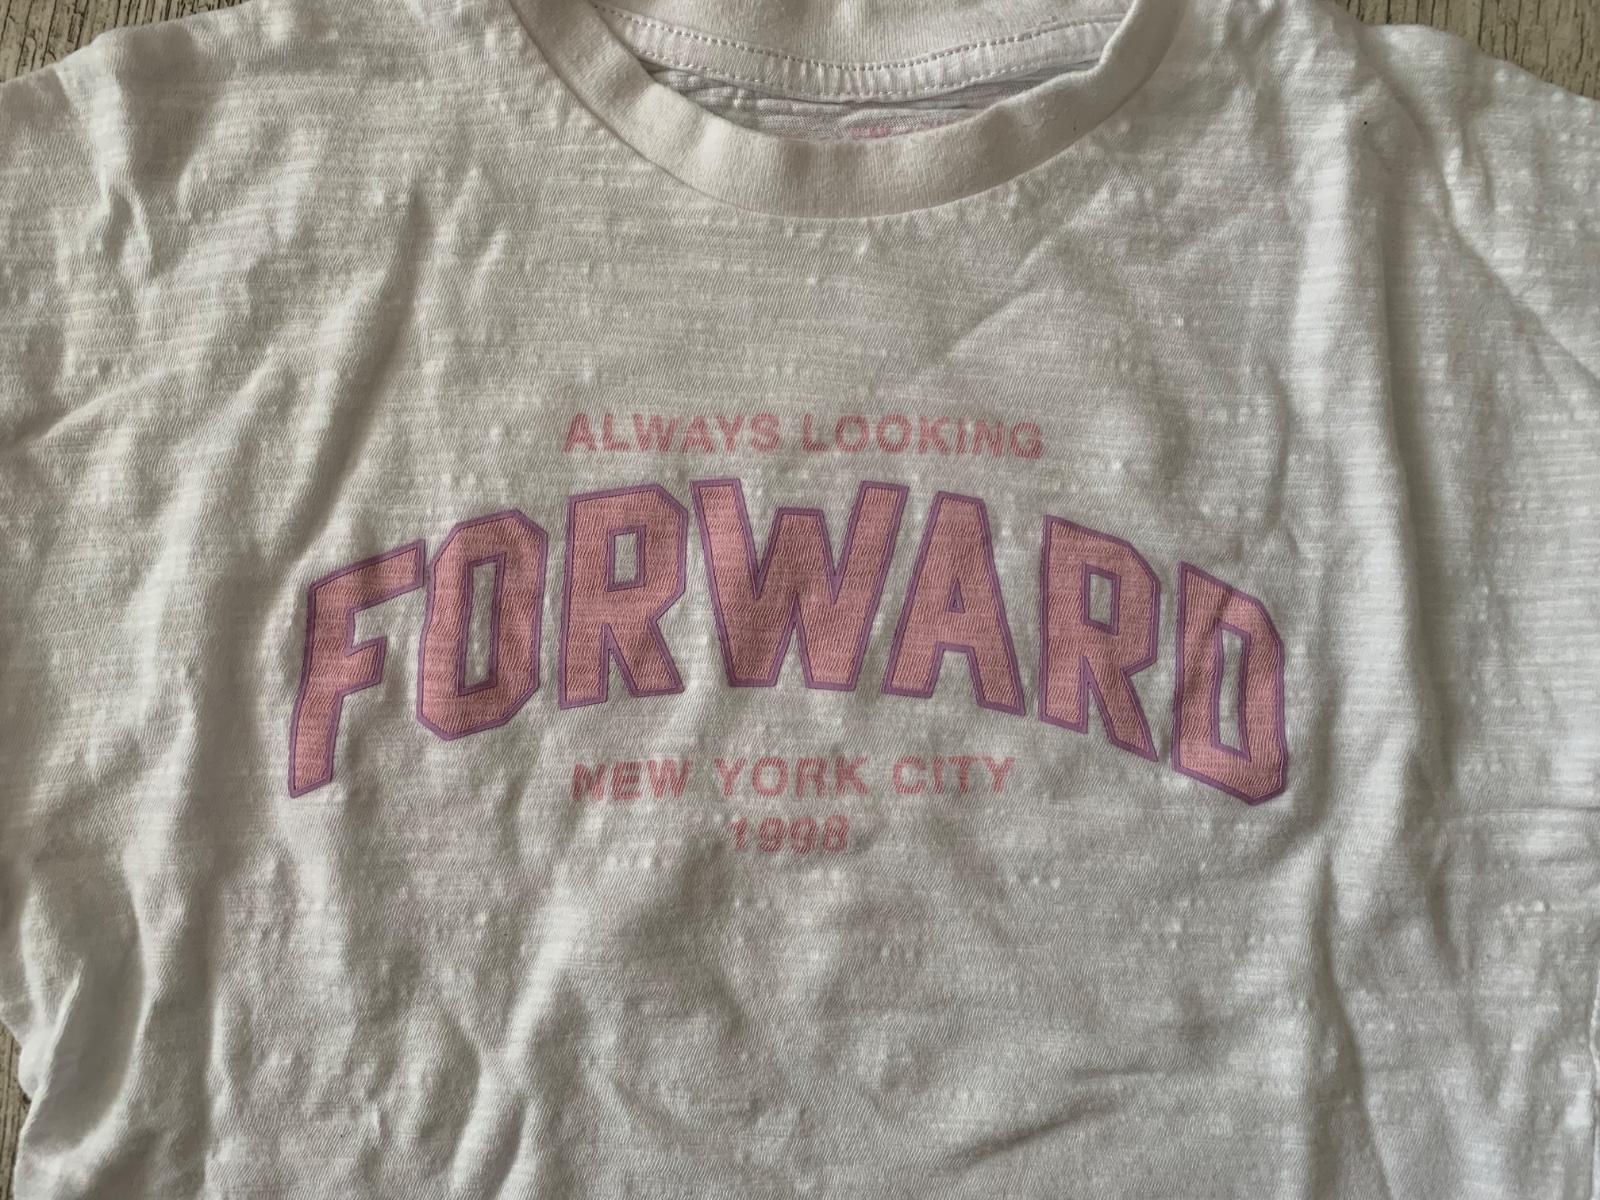 ALWAYS LOOKING
FORWARD
NEW YORK CITY
1998